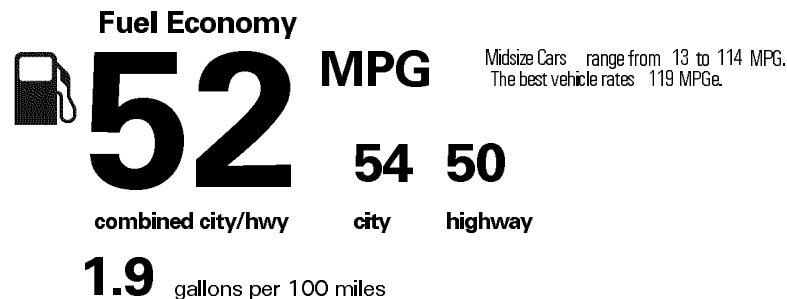 Fuel Economy
52 MPG
Midsize Cars range from 13 to 114 MPG.
The best vehicle rates 119 MPGe.
54 50
combined city/hwy city highway
1.9 gallons per 100 miles